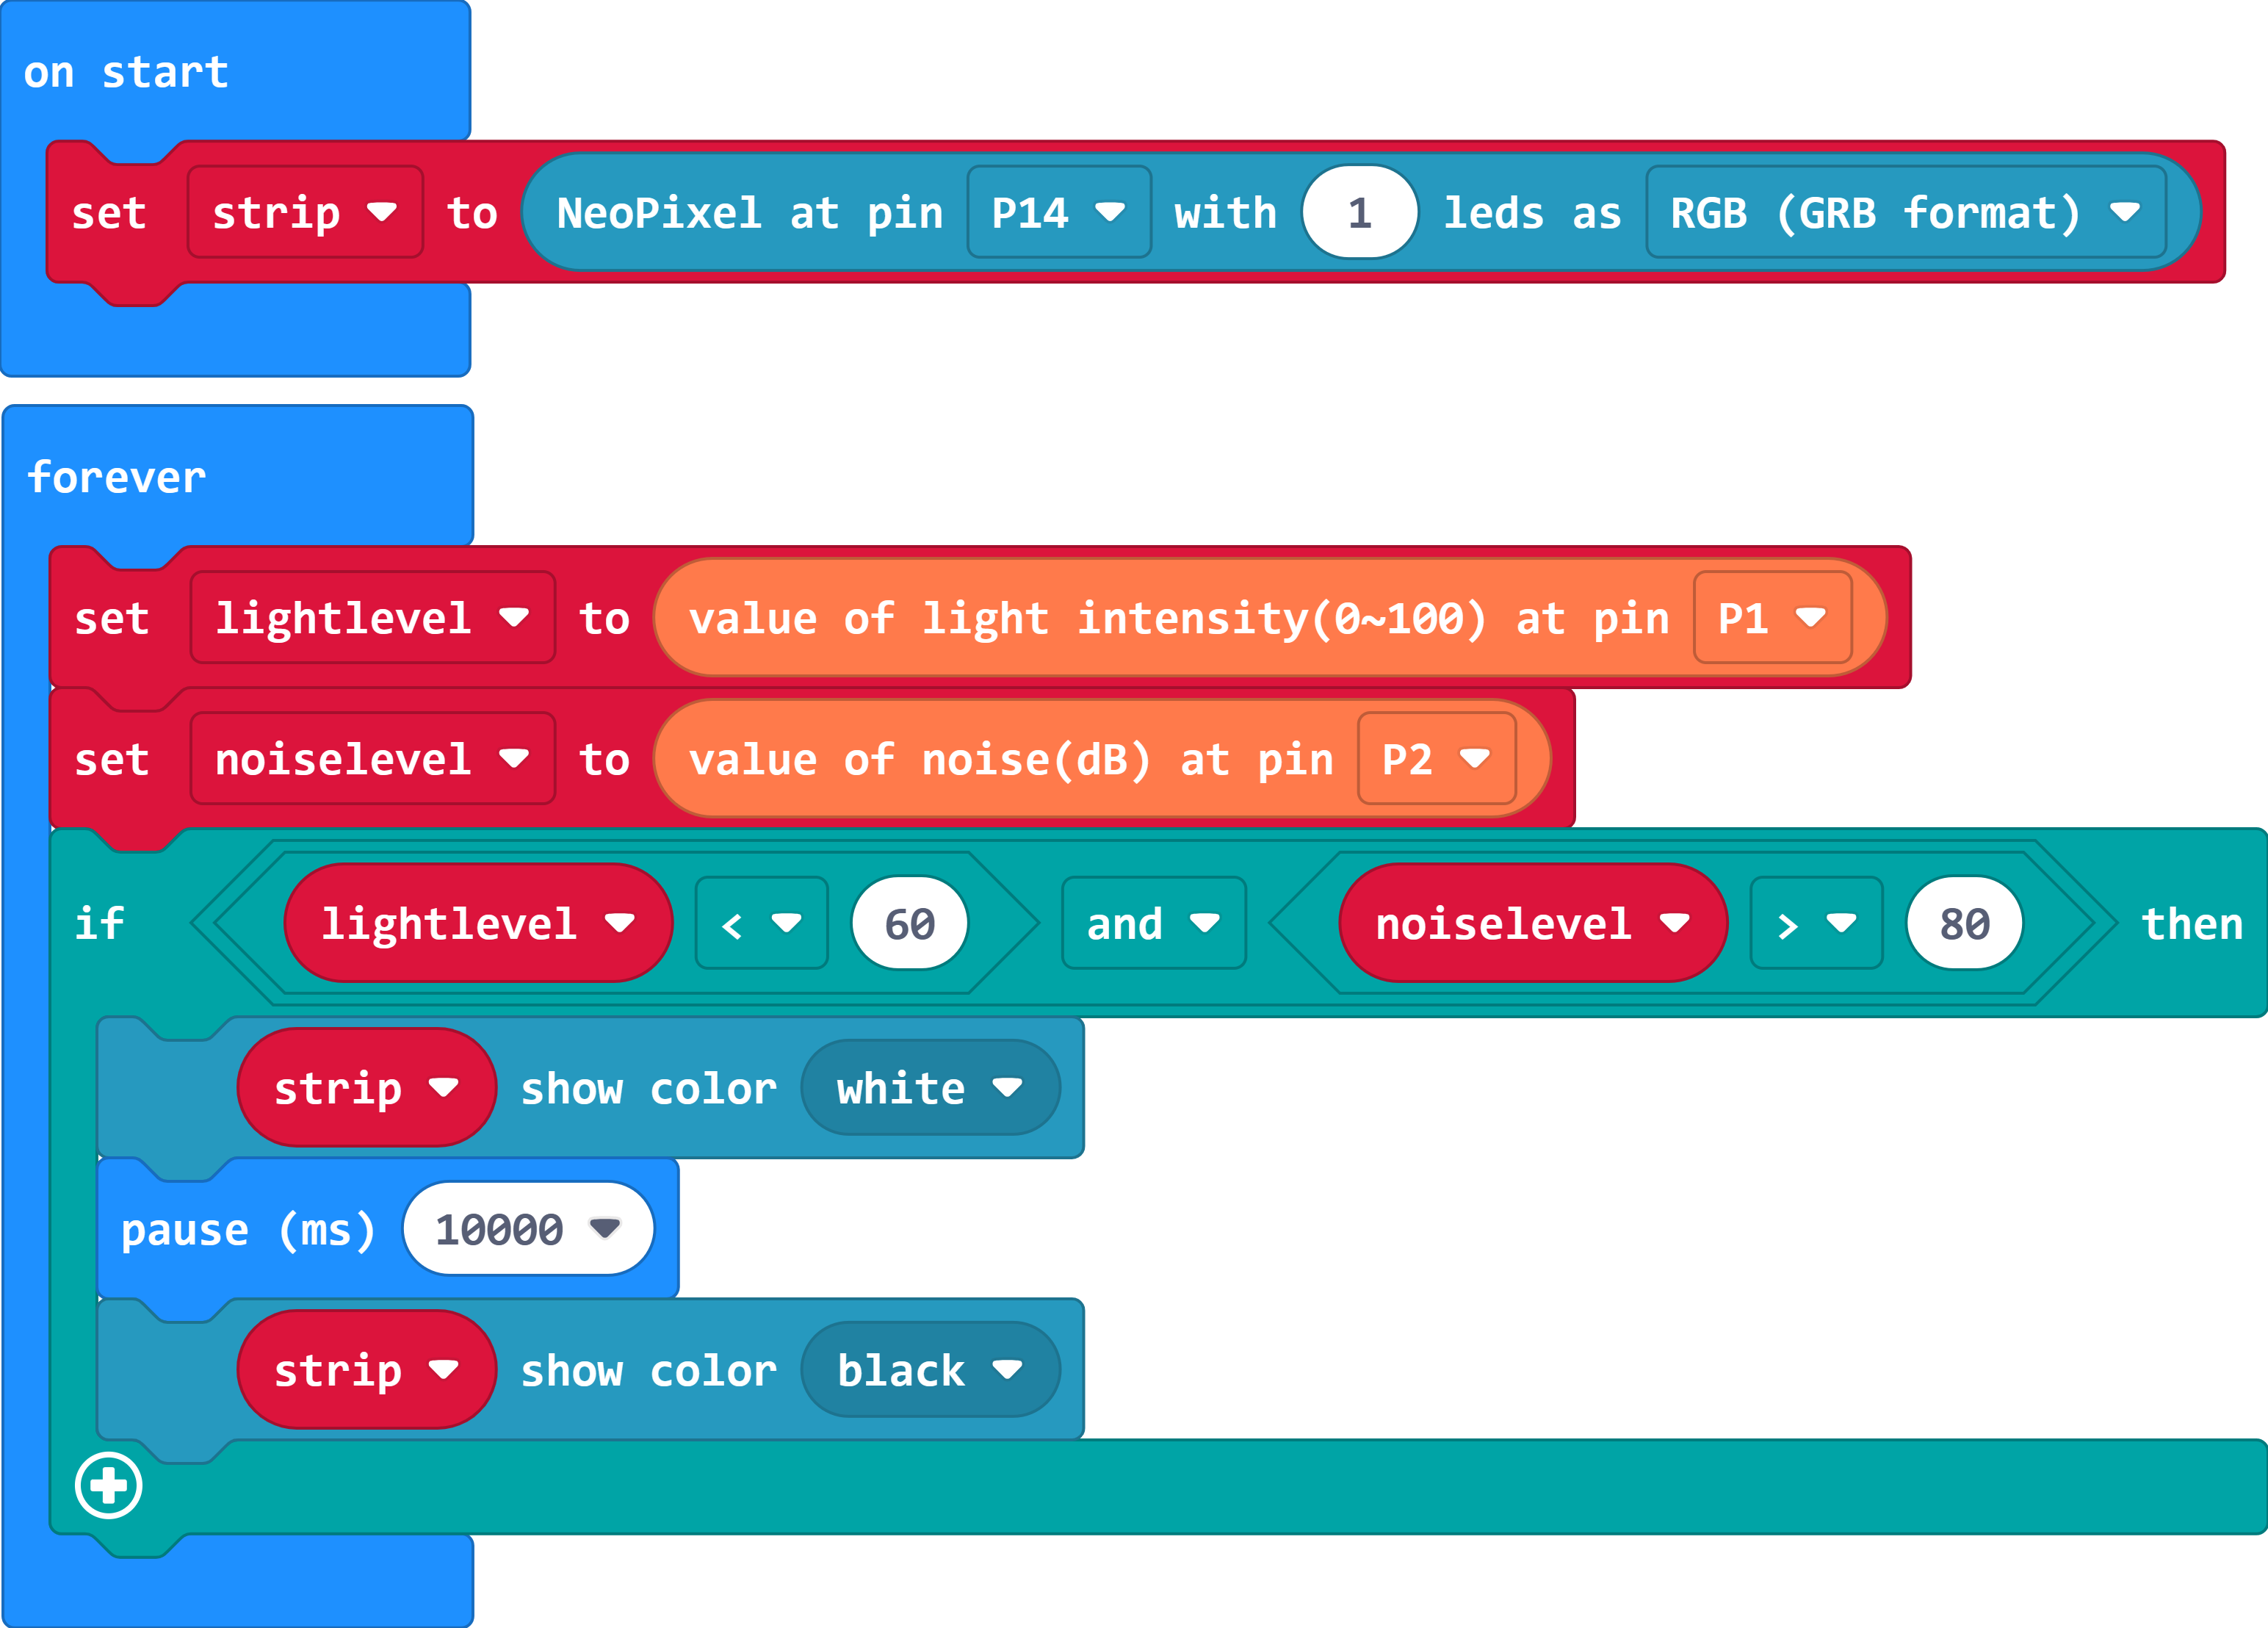 on start
set strip to NeoPixel at pin P14 with 1 leds as RGB (GRB format)
forever
set lightlevel to value of light intensity(0~100) at pin P1
set noiselevel to value of noise(dB) at pin P2
if lightlevel < 60 and noiselevel > 80 then
strip show color white
pause (ms) 10000
strip show color black